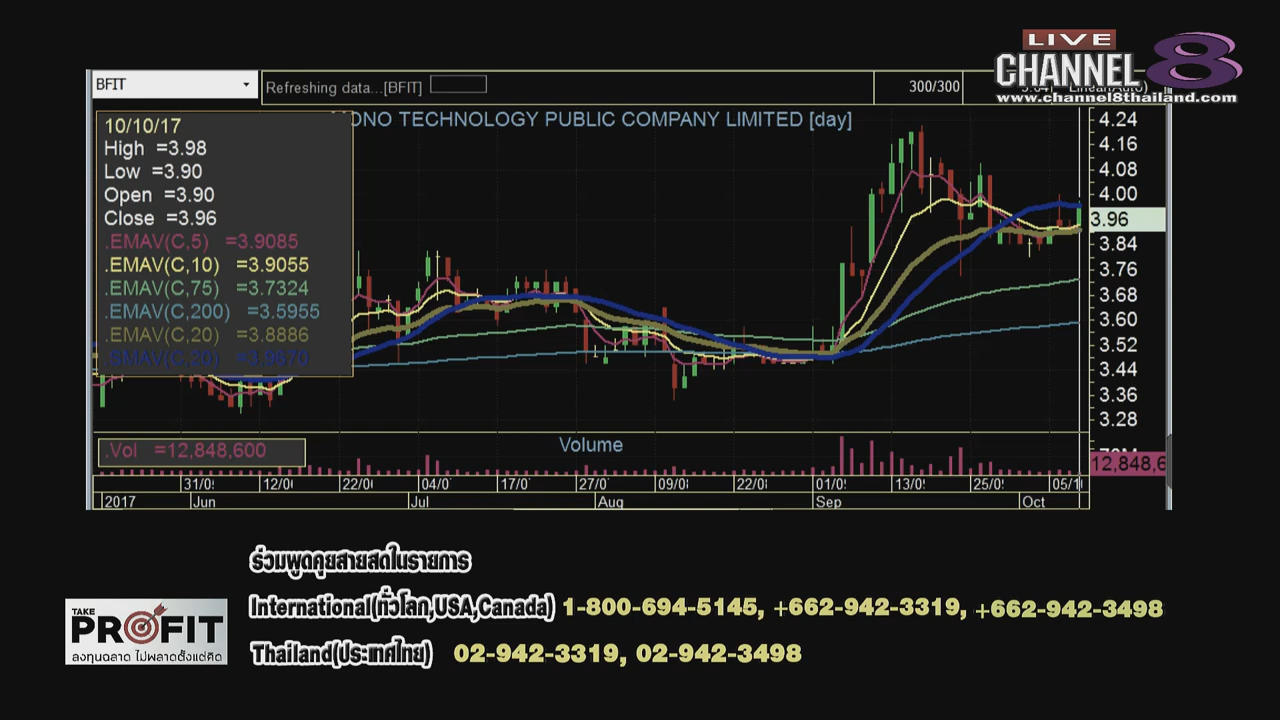 LIVE
CHANNEL 8
www.channel8thailand.com
BFIT
Refreshing data...[BFIT]
300/300
MONO TECHNOLOGY PUBLIC COMPANY LIMITED [day]
10/10/17
High =3.98
Low =3.90
Open =3.90
Close =3.96
.EMAV(C,5) =3.9085
.EMAV(C,10) =3.9055
.EMAV(C,75) =3.7324
.EMAV(C,200) =3.5955
.EMAV(C,20) =3.8886
.SMAV(C,20) =3.9670
4.24
4.16
4.08
4.00
3.96
3.84
3.76
3.68
3.60
3.52
3.44
3.36
3.28
.Vol =12,848,600
Volume
12,848,6
31/0 12/0 22/0 04/0 17/0 27/0 09/0 22/0 01/0 13/0 25/0 05/1
2017 Jun Jul Aug Sep Oct
ร่วมพูดคุยสายสดในรายการ
International(ทั่วโลก,USA,Canada) 1-800-694-5145, +662-942-3319, +662-942-3498
Thailand(ประเทศไทย) 02-942-3319, 02-942-3498
TAKE
PROFIT
ลงทุนฉลาด ไม่พลาดตั้งแต่คิด